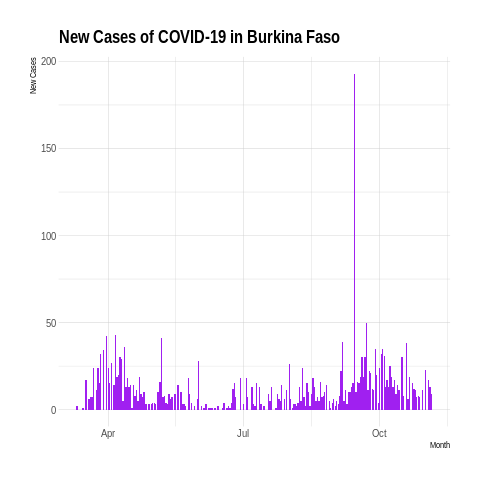 New Cases of COVID-19 in Burkina Faso
New Cases
200
150
100
50
0
Apr
Jul
Oct
Month